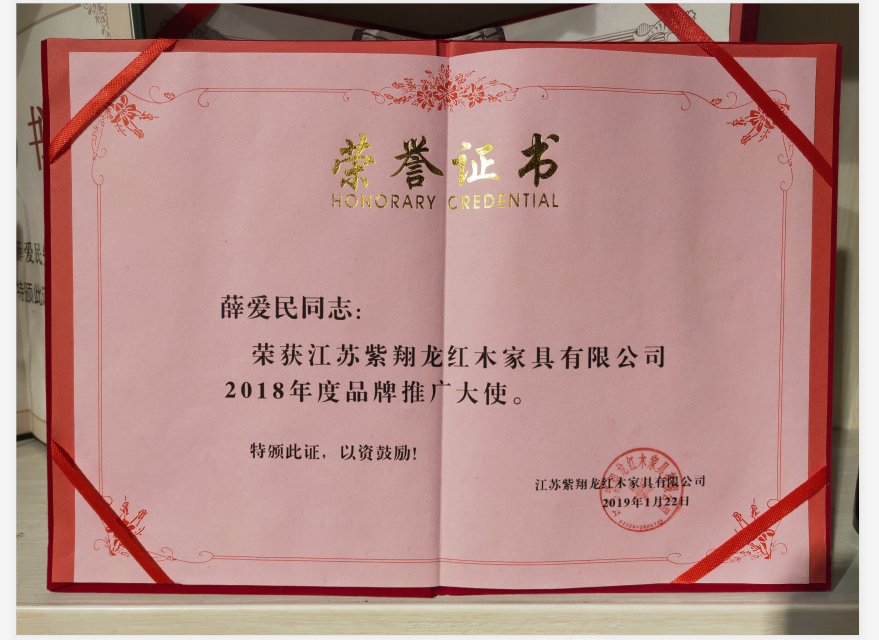 荣誉证书
HONORARY CREDENTIAL
薛爱民同志：
荣获江苏紫翔龙红木家具有限公司
2018年度品牌推广大使。
特颁此证，以资鼓励！
江苏紫翔龙红木家具有限公司
2019年1月22日